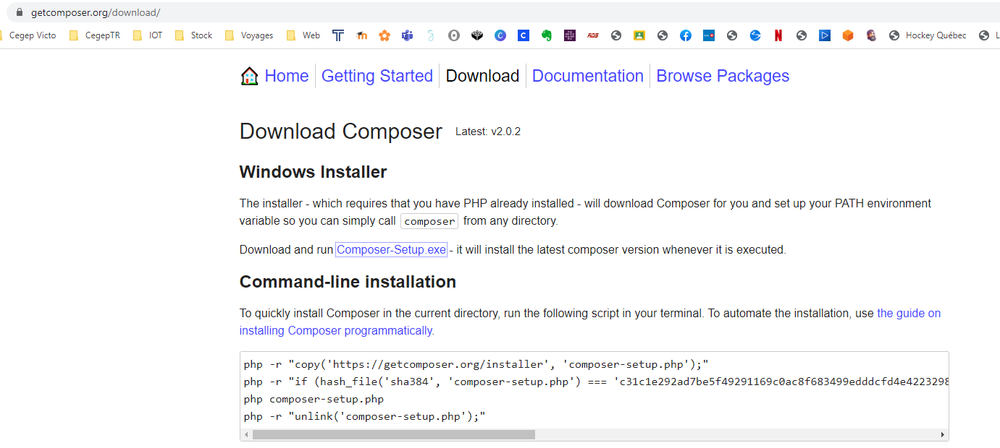 getcomposer.org/download/
Cegep Victo CegepTR IOT Stock Voyages Web RDS Hockey Québec L
Home Getting Started Download Documentation Browse Packages
Download Composer Latest: v2.0.2
Windows Installer
The installer - which requires that you have PHP already installed - will download Composer for you and set up your PATH environment
variable so you can simply call composer from any directory.
Download and run Composer-Setup.exe - it will install the latest composer version whenever it is executed.
Command-line installation
To quickly install Composer in the current directory, run the following script in your terminal. To automate the installation, use the guide on
installing Composer programmatically.
php -r "copy('https://getcomposer.org/installer', 'composer-setup.php');"
php -r "if (hash_file('sha384', 'composer-setup.php') === 'c31c1e292ad7be5f49291169c0ac8f683499edddcfd4e4223298
php composer-setup.php
php -r "unlink('composer-setup.php');"